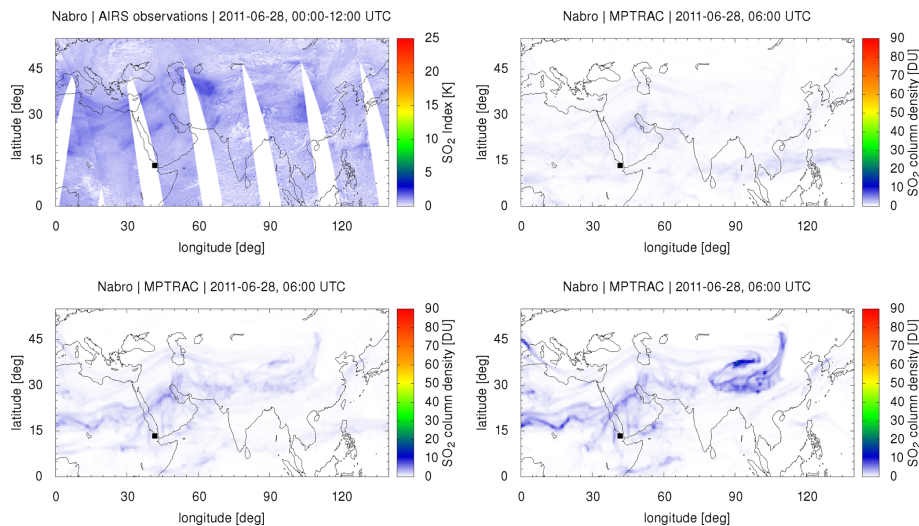 Nabro | AIRS observations | 2011-06-28, 00:00-12:00 UTC
latitude [deg]
45
30
15
0
0 30 60 90 120
longitude [deg]
25
20
15
10
5
0
SO2 Index [K]
Nabro | MPTRAC | 2011-06-28, 06:00 UTC
latitude [deg]
45
30
15
0
0 30 60 90 120
longitude [deg]
90
80
70
60
50
40
30
20
10
0
SO2 column density [DU]
Nabro | MPTRAC | 2011-06-28, 06:00 UTC
latitude [deg]
45
30
15
0
0 30 60 90 120
longitude [deg]
90
80
70
60
50
40
30
20
10
0
SO2 column density [DU]
Nabro | MPTRAC | 2011-06-28, 06:00 UTC
latitude [deg]
45
30
15
0
0 30 60 90 120
longitude [deg]
90
80
70
60
50
40
30
20
10
0
SO2 column density [DU]